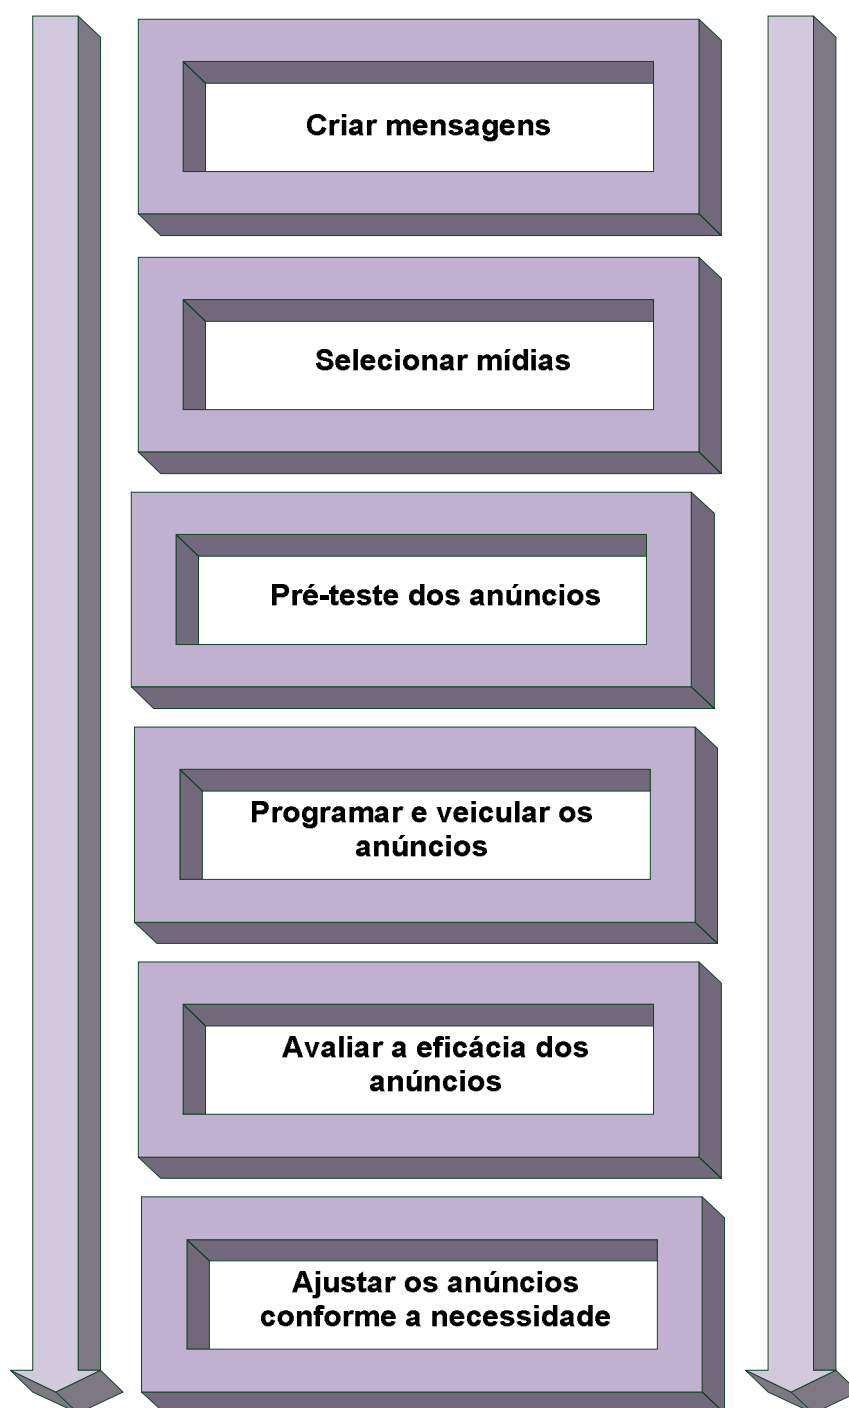 Criar mensagens
Selecionar mídias
Pré-teste dos anúncios
Programar e veicular os
anúncios
Avaliar a eficácia dos
anúncios
Ajustar os anúncios
conforme a necessidade